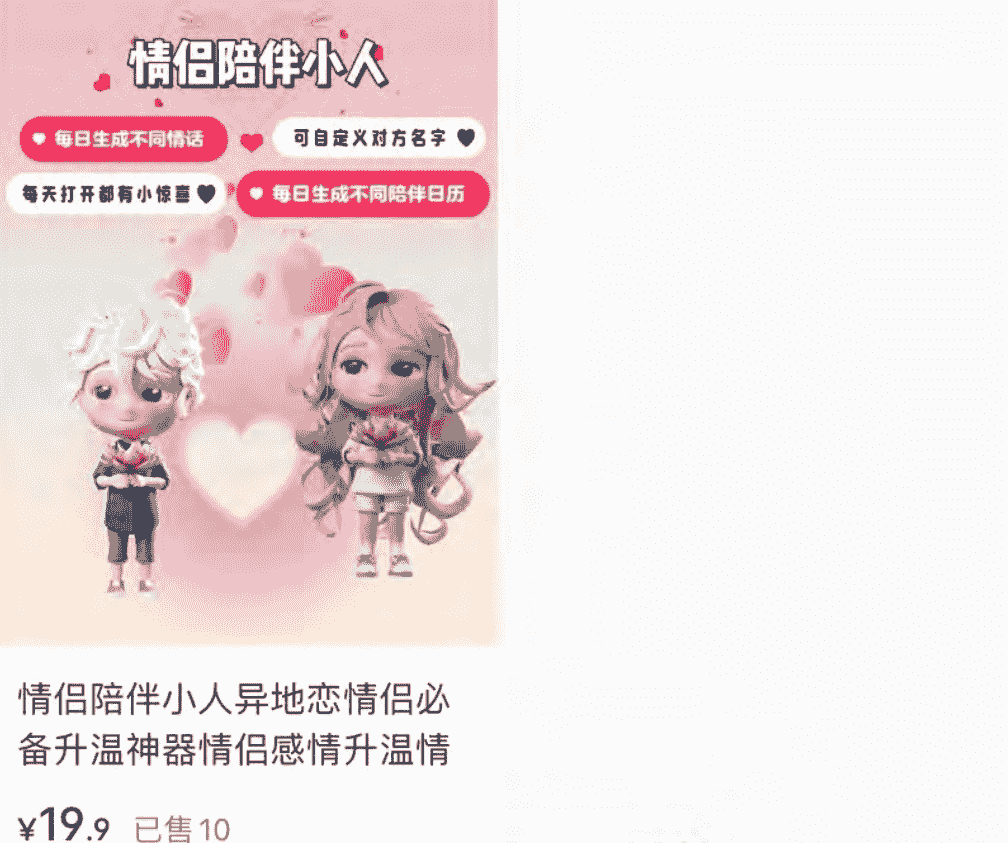 情侣陪伴小人
每日生成不同情话
可自定义对方名字
每天打开都有小惊喜
每日生成不同陪伴日历
情侣陪伴小人异地恋情侣必
备升温神器情侣感情升温情
¥19.9 已售10